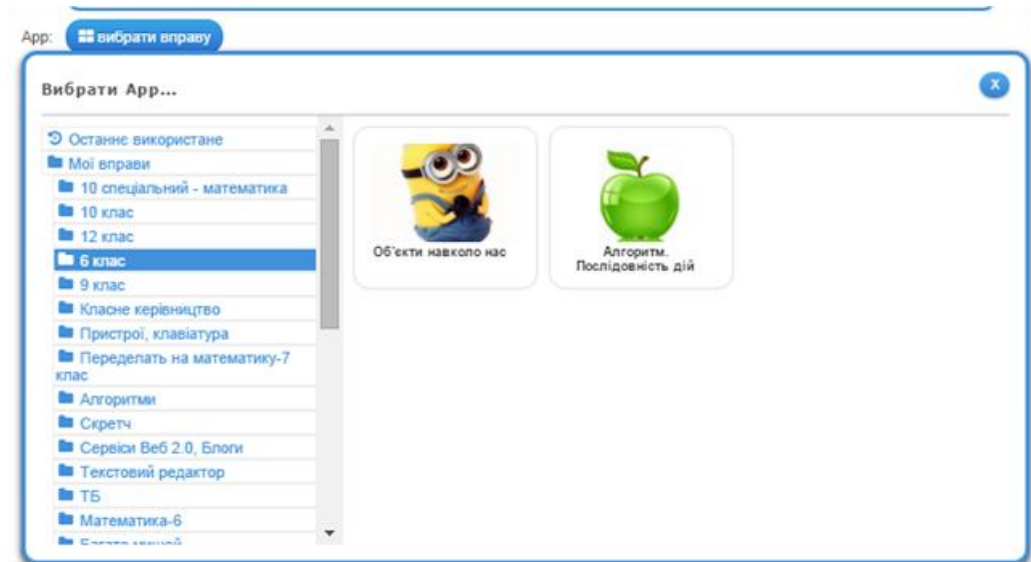 App: вибрати вправу
Вибрати App...
X
Останнє використане
Мої вправи
10 спеціальний - математика
10 клас
12 клас
6 клас
9 клас
Класне керівництво
Пристрої, клавіатура
Переделать на математику-7
клас
Алгоритми
Скретч
Сервіси Веб 2.0, Блоги
Текстовий редактор
ТБ
Математика-6
Об'єкти навколо нас
Алгоритм.
Послідовність дій